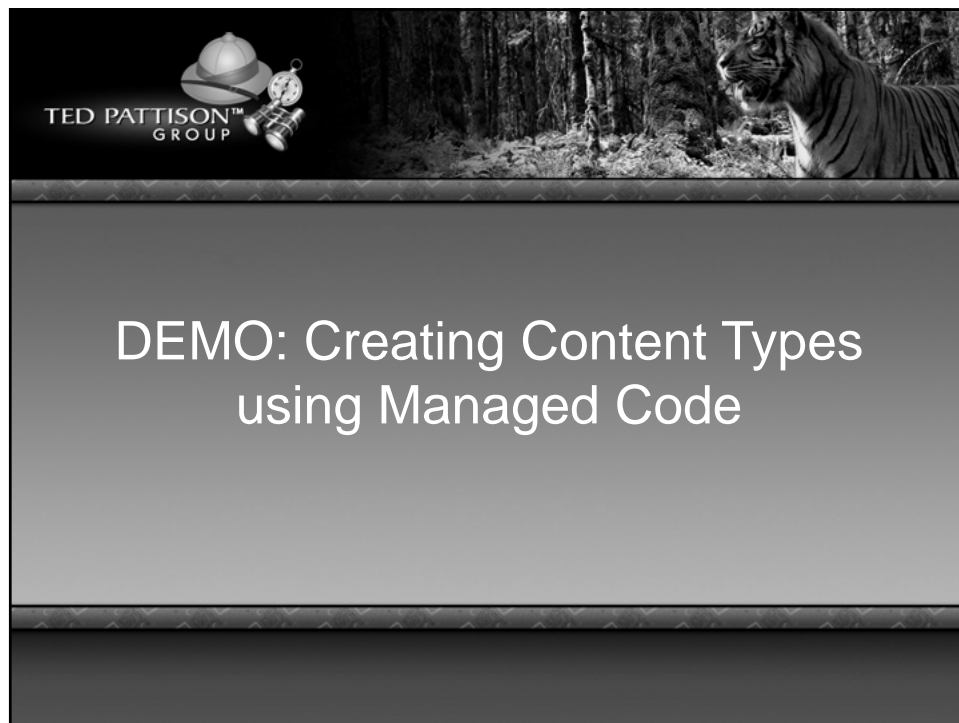 TED PATTISON™
GROUP
DEMO: Creating Content Types
using Managed Code